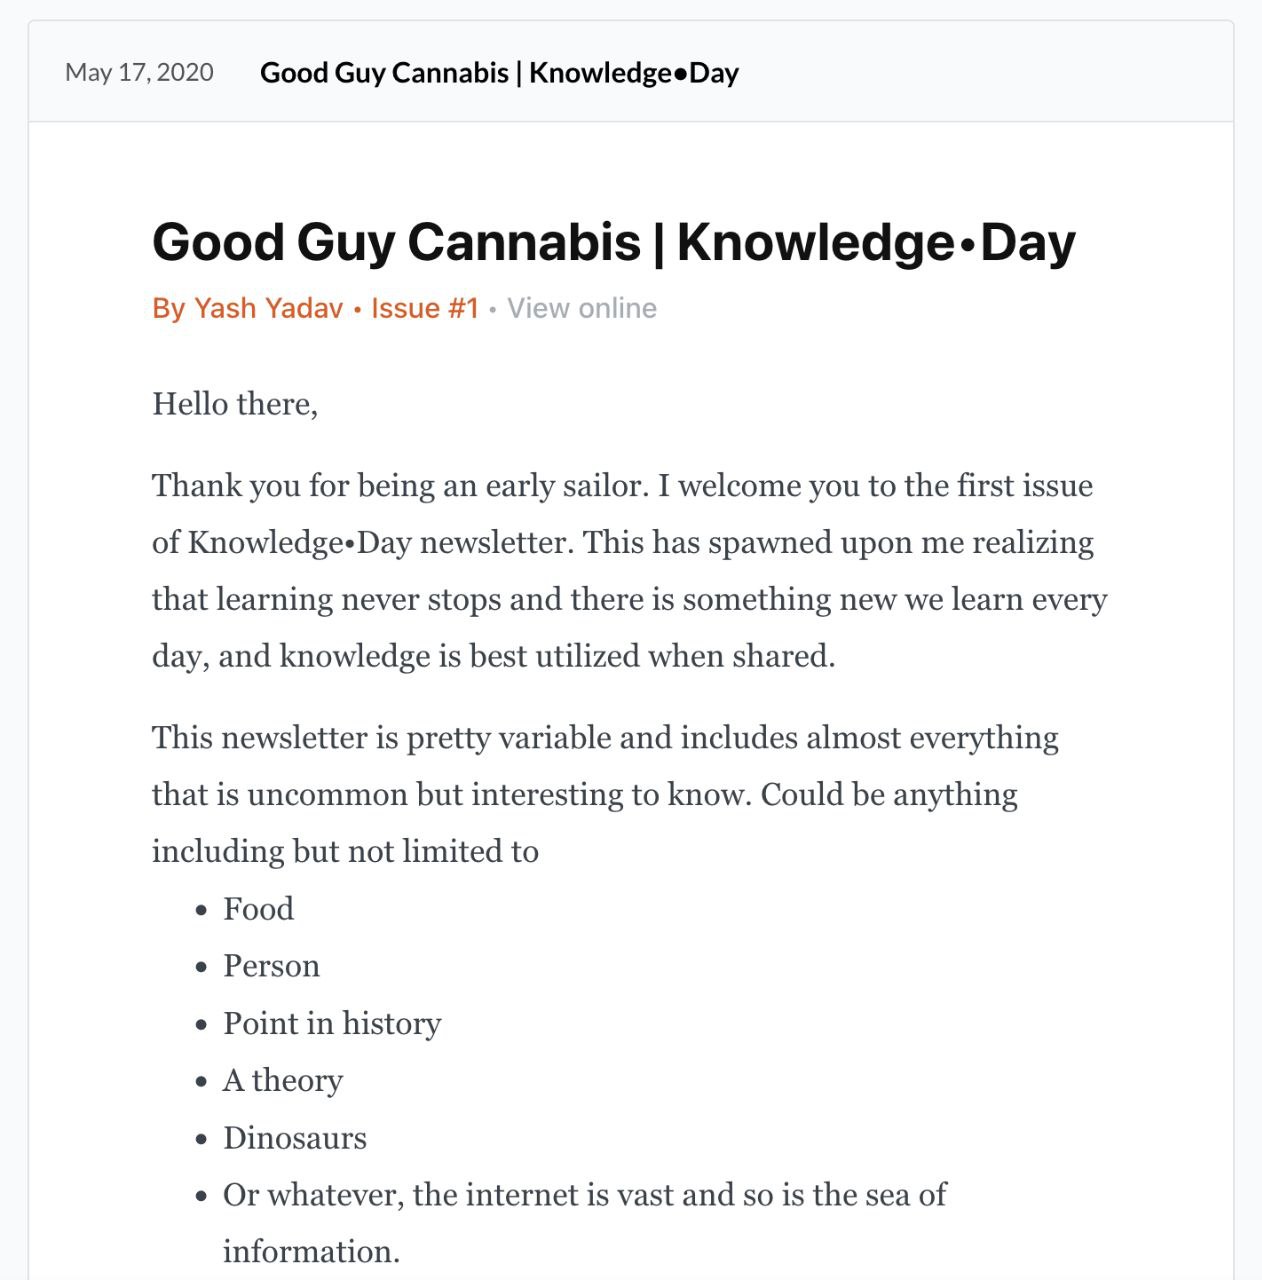 May 17, 2020 Good Guy Cannabis | Knowledge●Day
Good Guy Cannabis | Knowledge•Day
By Yash Yadav • Issue #1 • View online
Hello there,
Thank you for being an early sailor. I welcome you to the first issue
of Knowledge•Day newsletter. This has spawned upon me realizing
that learning never stops and there is something new we learn every
day, and knowledge is best utilized when shared.
This newsletter is pretty variable and includes almost everything
that is uncommon but interesting to know. Could be anything
including but not limited to
• Food
• Person
• Point in history
• A theory
• Dinosaurs
• Or whatever, the internet is vast and so is the sea of
information.